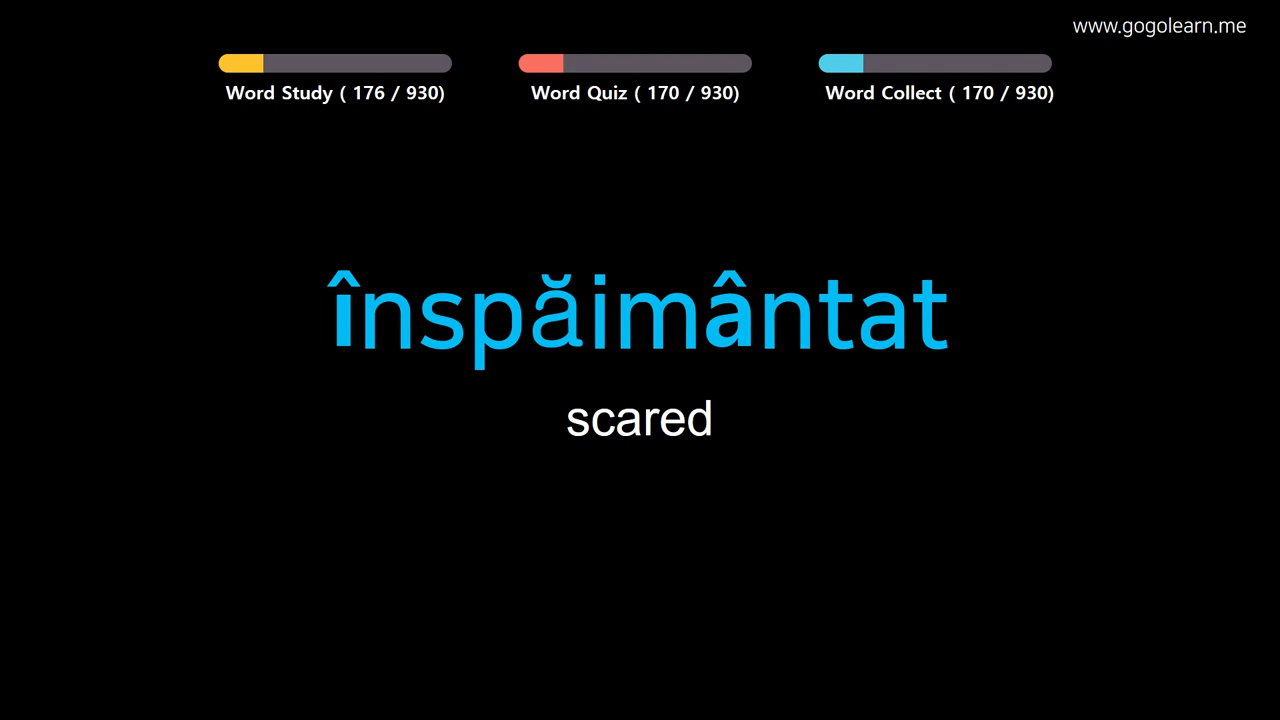 www.gogolearn.me
Word Study ( 176 / 930)
Word Quiz ( 170 / 930)
Word Collect ( 170 / 930)
înspăimântat
scared